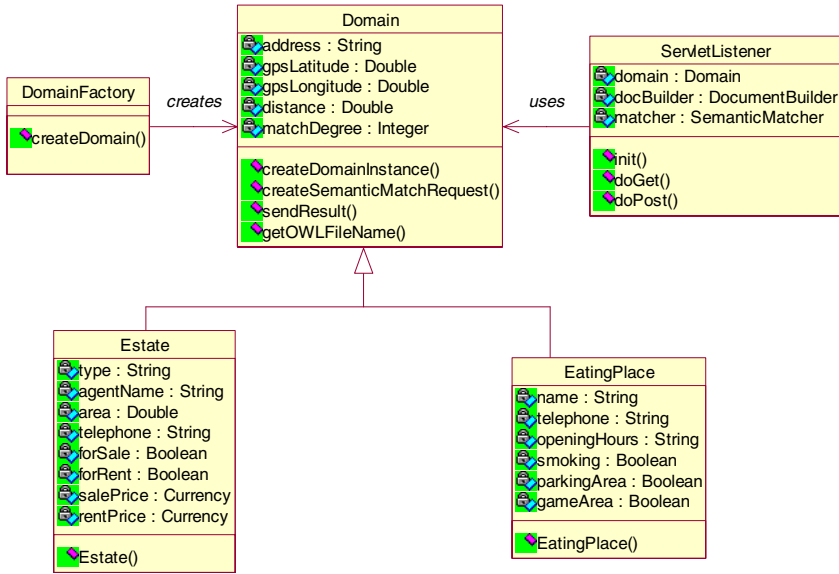 Domain
address : String
gpsLatitude : Double
gpsLongitude : Double
distance : Double
matchDegree : Integer
createDomainInstance()
createSemanticMatchRequest()
sendResult()
getOWLFileName()
DomainFactory
createDomain()
creates
uses
ServletListener
domain : Domain
docBuilder : DocumentBuilder
matcher : SemanticMatcher
init()
doGet()
doPost()
Estate
type : String
agentName : String
area : Double
telephone : String
forSale : Boolean
forRent : Boolean
salePrice : Currency
rentPrice : Currency
Estate()
EatingPlace
name : String
telephone : String
openingHours : String
smoking : Boolean
parkingArea : Boolean
gameArea : Boolean
EatingPlace()